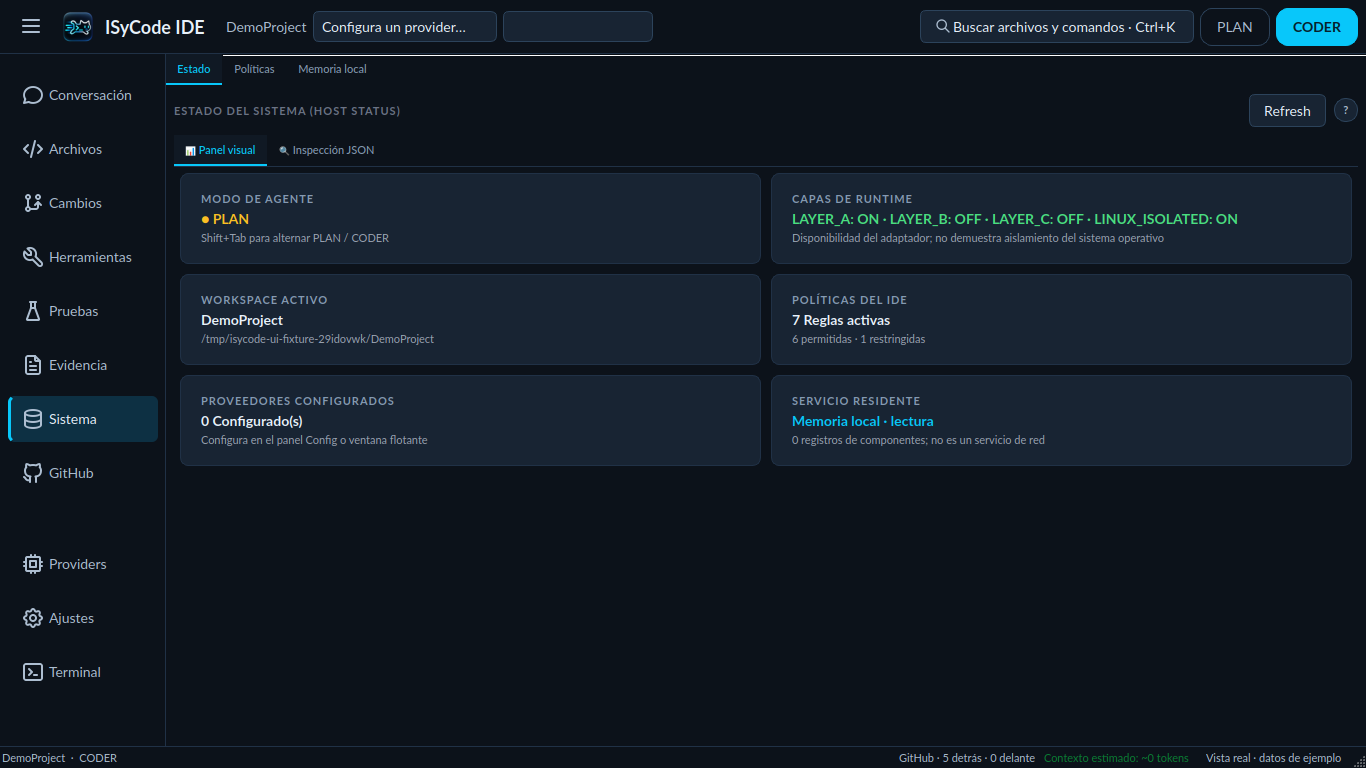 ISyCode IDE
DemoProject
Configura un provider...
Buscar archivos y comandos · Ctrl+K
PLAN
CODER
Conversación
Archivos
Cambios
Herramientas
Pruebas
Evidencia
Sistema
GitHub
Providers
Ajustes
Terminal
Estado
Políticas
Memoria local
ESTADO DEL SISTEMA (HOST STATUS)
Refresh
?
Panel visual
Inspección JSON
MODO DE AGENTE
● PLAN
Shift+Tab para alternar PLAN / CODER
CAPAS DE RUNTIME
LAYER_A: ON · LAYER_B: OFF · LAYER_C: OFF · LINUX_ISOLATED: ON
Disponibilidad del adaptador; no demuestra aislamiento del sistema operativo
WORKSPACE ACTIVO
DemoProject
/tmp/isycode-ui-fixture-29idovwk/DemoProject
POLÍTICAS DEL IDE
7 Reglas activas
6 permitidas · 1 restringidas
PROVEEDORES CONFIGURADOS
0 Configurado(s)
Configura en el panel Config o ventana flotante
SERVICIO RESIDENTE
Memoria local · lectura
0 registros de componentes; no es un servicio de red
DemoProject · CODER
GitHub · 5 detrás · 0 delante
Contexto estimado: ~0 tokens
Vista real · datos de ejemplo